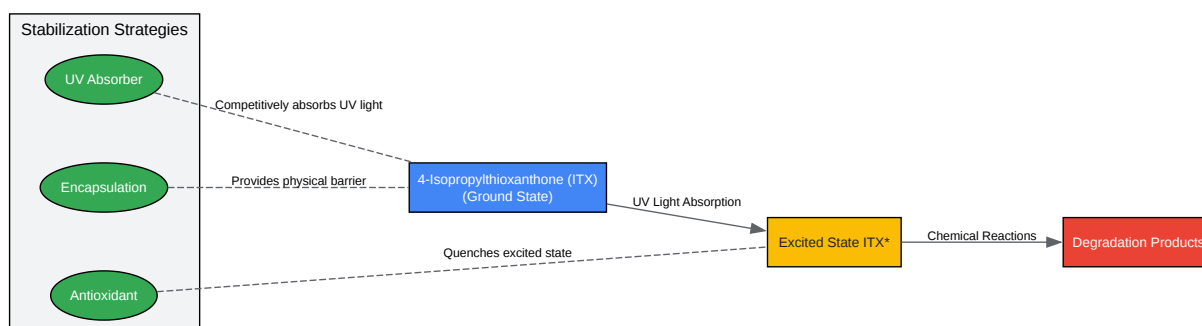 Stabilization Strategies
UV Absorber
Competitively absorbs UV light
Encapsulation
Provides physical barrier
4-Isopropylthioxanthone (ITX)
(Ground State)
UV Light Absorption
Quenches excited state
Excited State ITX*
Chemical Reactions
Degradation Products
Antioxidant